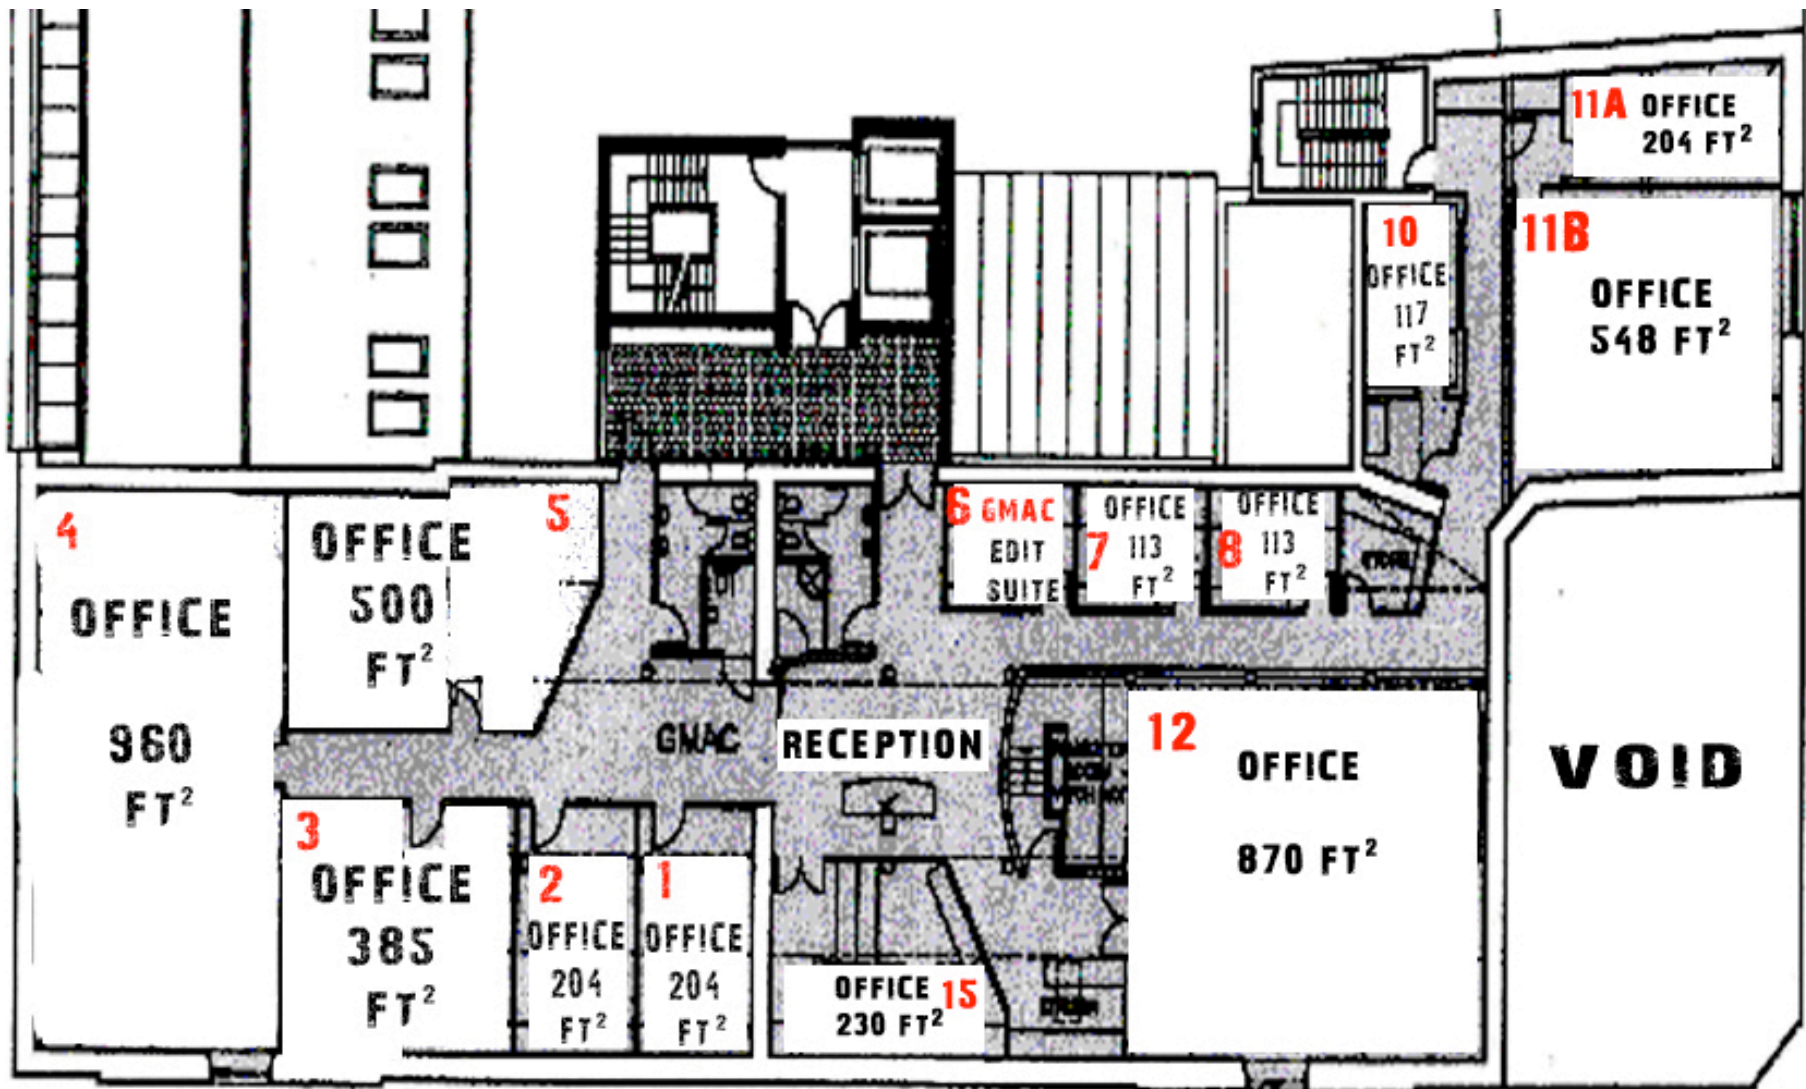 11A OFFICE
204 FT²
10
OFFICE
117
FT²
11B
OFFICE
548 FT²
4
OFFICE
960
FT²
5
OFFICE
500
FT²
6 GMAC
EDIT
SUITE
OFFICE
7 113
FT²
OFFICE
8 113
FT²
GMAC
RECEPTION
12
OFFICE
870 FT²
VOID
3
OFFICE
385
FT²
2
OFFICE
204
FT²
1
OFFICE
204
FT²
OFFICE 15
230 FT²